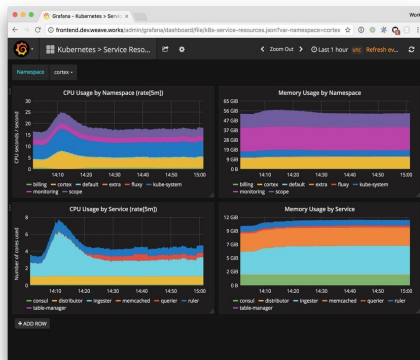 Grafana - Kubernetes > Service
Work
frontend.dev.weave.works/admin/grafana/dashboard/file/k8s-service-resources.json?var-namespace=cortex
Kubernetes > Service Reso...
Zoom Out
Last 1 hour UTC Refresh ev...
Namespace cortex
CPU Usage by Namespace (rate[5m])
CPU seconds / second
30
25
20
15
10
5
0
14:10 14:20 14:30 14:40 14:50 15:00
billing cortex default extra fluxy kube-system
monitoring scope
Memory Usage by Namespace
65 GB
56 GB
47 GB
37 GB
28 GB
19 GB
9 GB
0 B
14:10 14:20 14:30 14:40 14:50 15:00
billing cortex default extra fluxy kube-system
monitoring scope
CPU Usage by Service (rate[5m])
Number of cores used
8
6
4
2
0
14:10 14:20 14:30 14:40 14:50 15:00
consul distributor ingester memcached querier ruler
table-manager
Memory Usage by Service
12 GB
9 GB
7 GB
5 GB
2 GB
0 B
14:10 14:20 14:30 14:40 14:50 15:00
consul distributor ingester memcached querier ruler
table-manager
+ ADD ROW